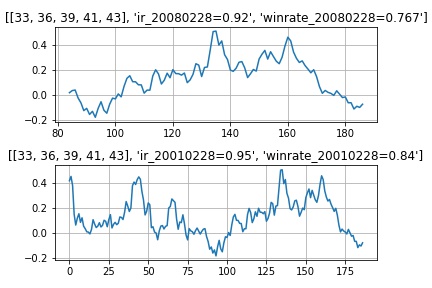 [[33, 36, 39, 41, 43], 'ir_20080228=0.92', 'winrate_20080228=0.767']
0.4
0.2
0.0
−0.2
80 100 120 140 160 180
[[33, 36, 39, 41, 43], 'ir_20010228=0.95', 'winrate_20010228=0.84']
0.4
0.2
0.0
−0.2
0 25 50 75 100 125 150 175